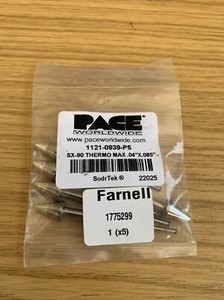 PACE
WORLDWIDE
www.paceworldwide.com
1121-0939-P5
SX-90 THERMO MAX .04"X.085"
SodrTek ® 22025
Farnell
1775299
1 (x5)